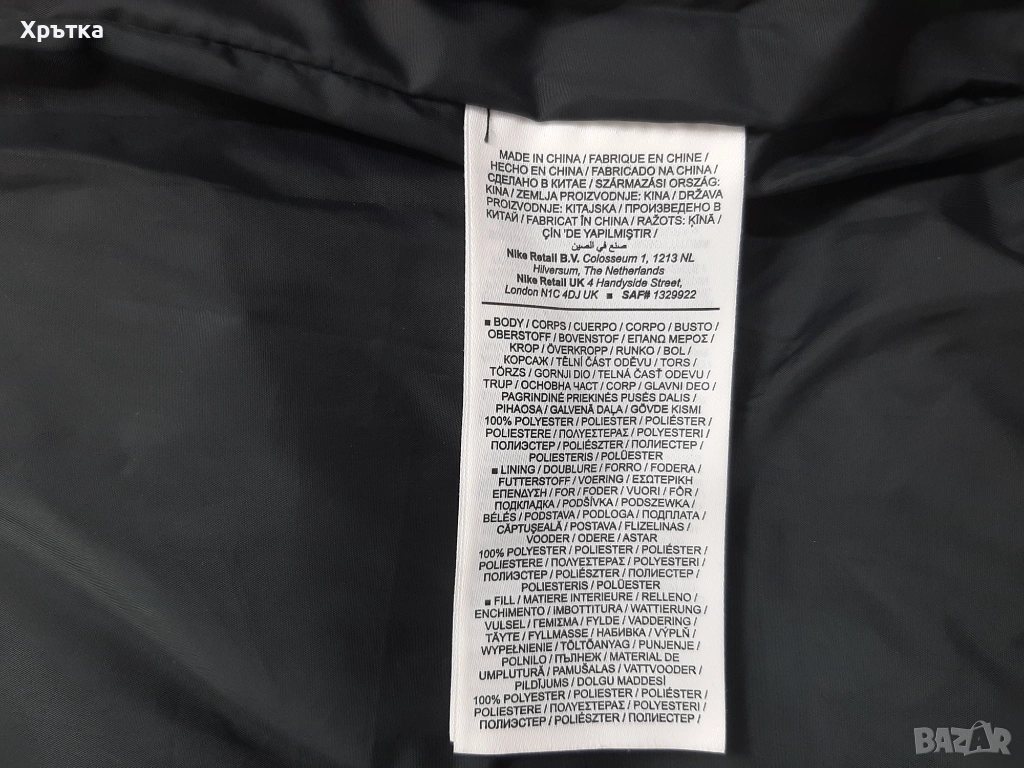 Хрътка
MADE IN CHINA / FABRIQUE EN CHINE /
HECHO EN CHINA / FABRICADO NA CHINA /
СДЕЛАНО В КИТАЕ / SZÁRMAZÁSI ORSZÁG:
KINA / ZEMLJA PROIZVODNJE: KINA / DRŽAVA
PROIZVODNJE: KITAJSKA / ПРОИЗВЕДЕНО В
КИТАЙ / FABRICAT ÎN CHINA / RAŽOTS: ĶĪNĀ /
ÇİN 'DE YAPILMIŞTIR /
صنع في الصين
Nike Retail B.V. Colosseum 1, 1213 NL
Hilversum, The Netherlands
Nike Retail UK 4 Handyside Street,
London N1C 4DJ UK ■ SAF# 1329922
■ BODY / CORPS / CUERPO / CORPO / BUSTO /
OBERSTOFF / BOVENSTOF / ΕΠΑΝΩ ΜΕΡΟΣ /
KROP / ÖVERKROPP / RUNKO / BOL /
КОРСАЖ / TĚLNÍ ČÁST ODĚVU / TORS /
TÖRZS / GORNJI DIO / TELNÁ ČASŤ ODEVU /
TRUP / ОСНОВНА ЧАСТ / CORP / GLAVNI DEO /
PAGRINDINĖ PRIEKINĖS PUSĖS DALIS /
PIHAOSA / GALVENĀ DAĻA / GÖVDE KISMI
100% POLYESTER / POLIESTER / POLIÉSTER /
POLIESTERE / ΠΟΛΥΕΣΤΕΡΑΣ / POLYESTERI /
ПОЛИЭСТЕР / POLIÉSZTER / ПОЛИЕСТЕР /
POLIESTERIS / POLÜESTER
■ LINING / DOUBLURE / FORRO / FODERA /
FUTTERSTOFF / VOERING / ΕΣΩΤΕΡΙΚΗ
ΕΠΕΝΔΥΣΗ / FOR / FODER / VUORI / FÔR /
ПОДКЛАДКА / PODŠÍVKA / PODSZEWKA /
BÉLÉS / PODSTAVA / PODLOGA / ПОДПЛАТА /
CĂPTUȘEALĂ / POSTAVA / FLIZELINAS /
VOODER / ODERE / ASTAR
100% POLYESTER / POLIESTER / POLIÉSTER /
POLIESTERE / ΠΟΛΥΕΣΤΕΡΑΣ / POLYESTERI /
ПОЛИЭСТЕР / POLIÉSZTER / ПОЛИЕСТЕР /
POLIESTERIS / POLÜESTER
■ FILL / MATIERE INTERIEURE / RELLENO /
ENCHIMENTO / IMBOTTITURA / WATTIERUNG /
VULSEL / ΓΕΜΙΣΜΑ / FYLDE / VADDERING /
TÄYTE / FYLLMASSE / НАБИВКА / VÝPLŇ /
WYPEŁNIENIE / TÖLTŐANYAG / PUNJENJE /
POLNILO / ПЪЛНЕЖ / MATERIAL DE
UMPLUTURĂ / PAMUŠALAS / VATTVOODER /
PILDĪJUMS / DOLGU MADDESİ
100% POLYESTER / POLIESTER / POLIÉSTER /
POLIESTERE / ΠΟΛΥΕΣΤΕΡΑΣ / POLYESTERI /
ПОЛИЭСТЕР / POLIÉSZTER / ПОЛИЕСТЕР /
BAZAR